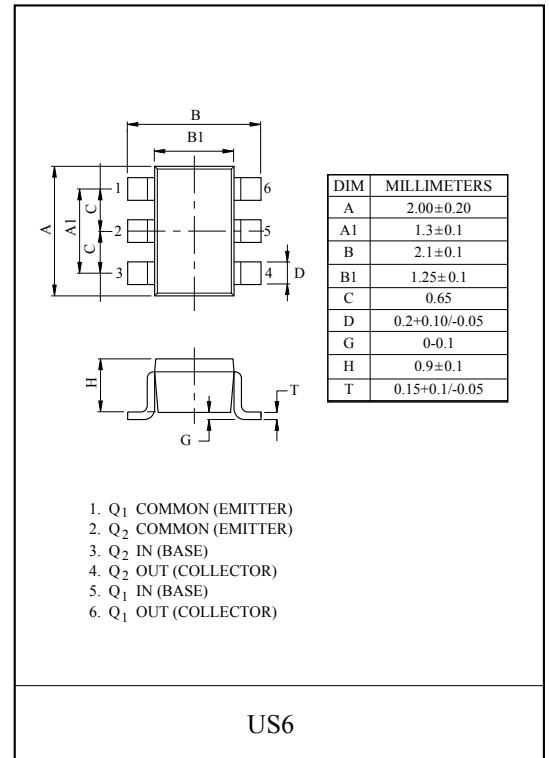 B
B1
1
6
C
A
A1
2
5
C
3
4
D
H
T
G
DIM MILLIMETERS
A 2.00±0.20
A1 1.3±0.1
B 2.1±0.1
B1 1.25±0.1
C 0.65
D 0.2+0.10/-0.05
G 0-0.1
H 0.9±0.1
T 0.15+0.1/-0.05
1. Q1 COMMON (EMITTER)
2. Q2 COMMON (EMITTER)
3. Q2 IN (BASE)
4. Q2 OUT (COLLECTOR)
5. Q1 IN (BASE)
6. Q1 OUT (COLLECTOR)
US6